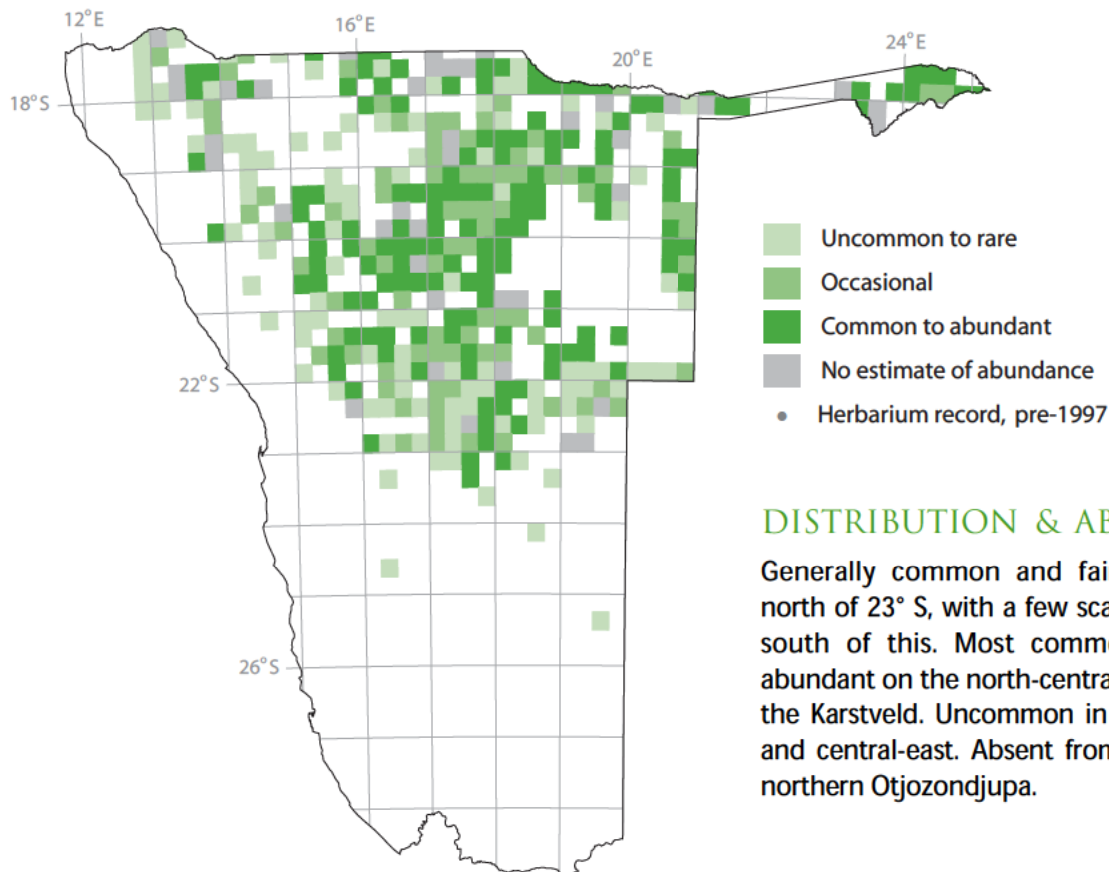 12°E
16°E
20°E
24°E
18°S
22°S
26°S
Uncommon to rare
Occasional
Common to abundant
No estimate of abundance
Herbarium record, pre-1997
DISTRIBUTION & AB
Generally common and fai
north of 23° S, with a few sca
south of this. Most comm
abundant on the north-central
the Karstveld. Uncommon in
and central-east. Absent from
northern Otjozondjupa.